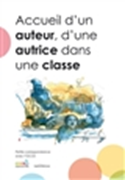 Accueil d'un
auteur, d'une
autrice dans
une classe